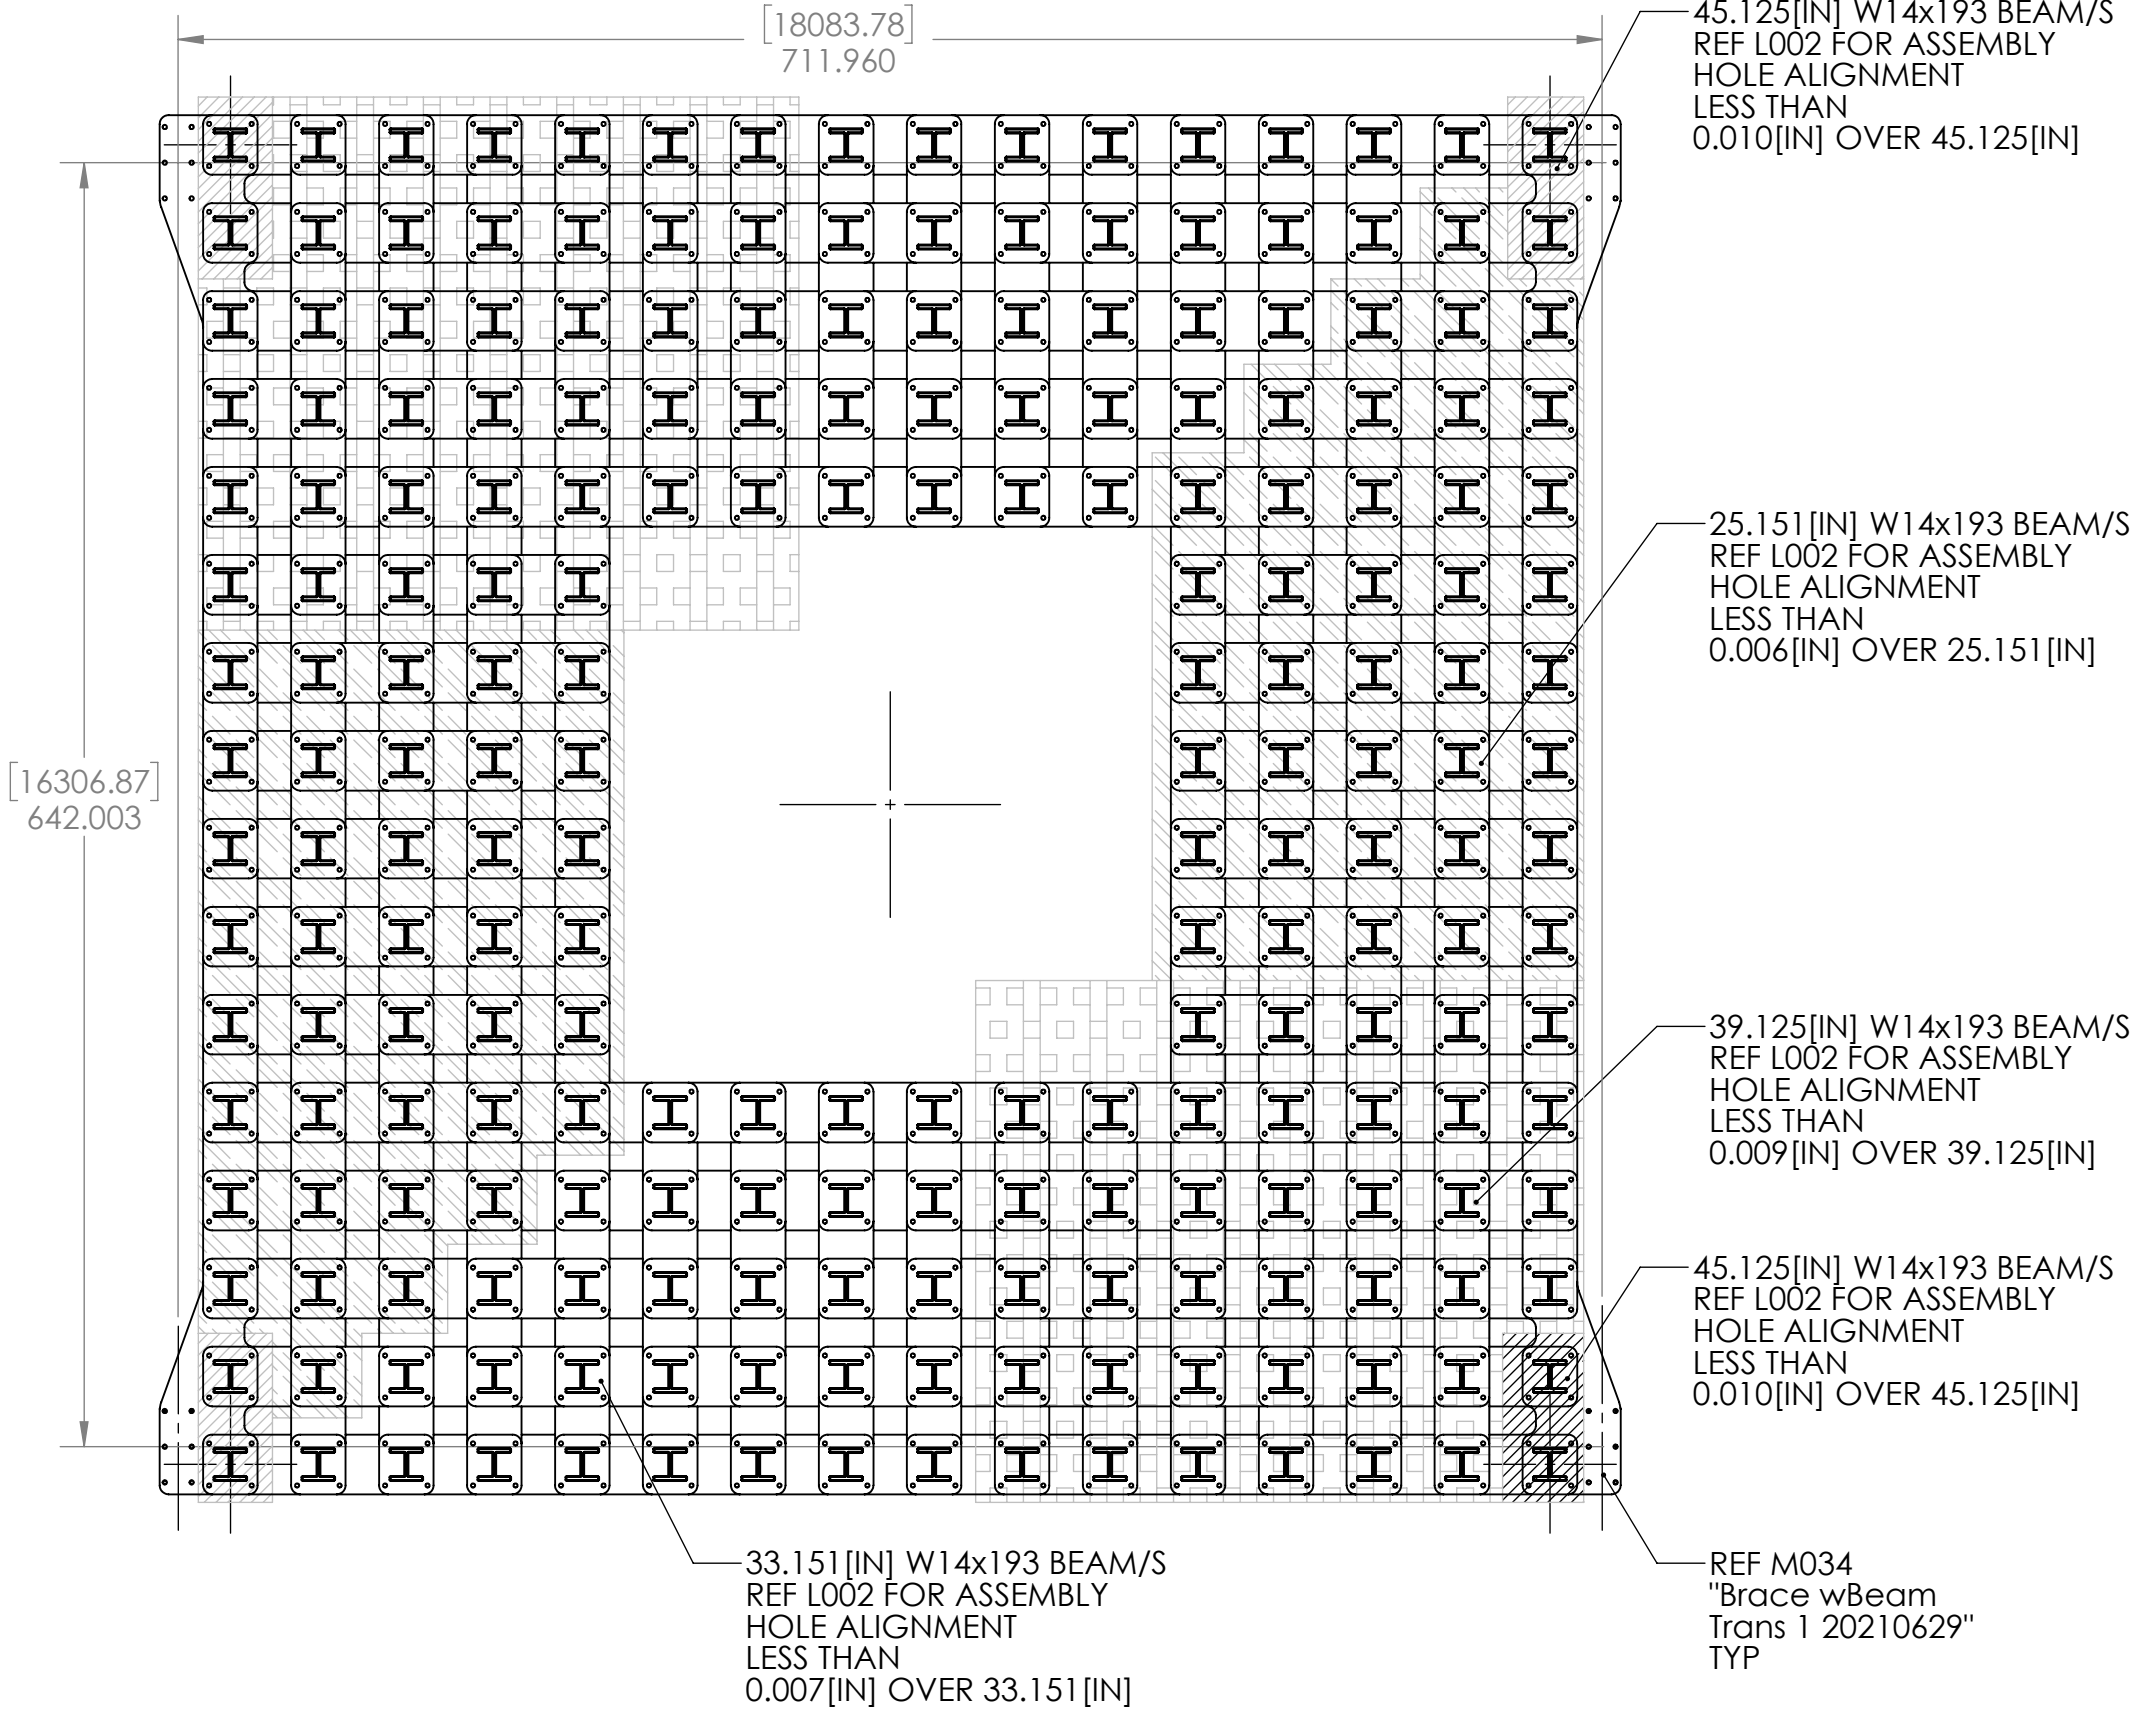 [18083.78]
711.960
45.125[IN] W14x193 BEAM/S
REF L002 FOR ASSEMBLY
HOLE ALIGNMENT
LESS THAN
0.010[IN] OVER 45.125[IN]
25.151[IN] W14x193 BEAM/S
REF L002 FOR ASSEMBLY
HOLE ALIGNMENT
LESS THAN
0.006[IN] OVER 25.151[IN]
[16306.87]
642.003
39.125[IN] W14x193 BEAM/S
REF L002 FOR ASSEMBLY
HOLE ALIGNMENT
LESS THAN
0.009[IN] OVER 39.125[IN]
45.125[IN] W14x193 BEAM/S
REF L002 FOR ASSEMBLY
HOLE ALIGNMENT
LESS THAN
0.010[IN] OVER 45.125[IN]
33.151[IN] W14x193 BEAM/S
REF L002 FOR ASSEMBLY
HOLE ALIGNMENT
LESS THAN
0.007[IN] OVER 33.151[IN]
REF M034
"Brace wBeam
Trans 1 20210629"
TYP